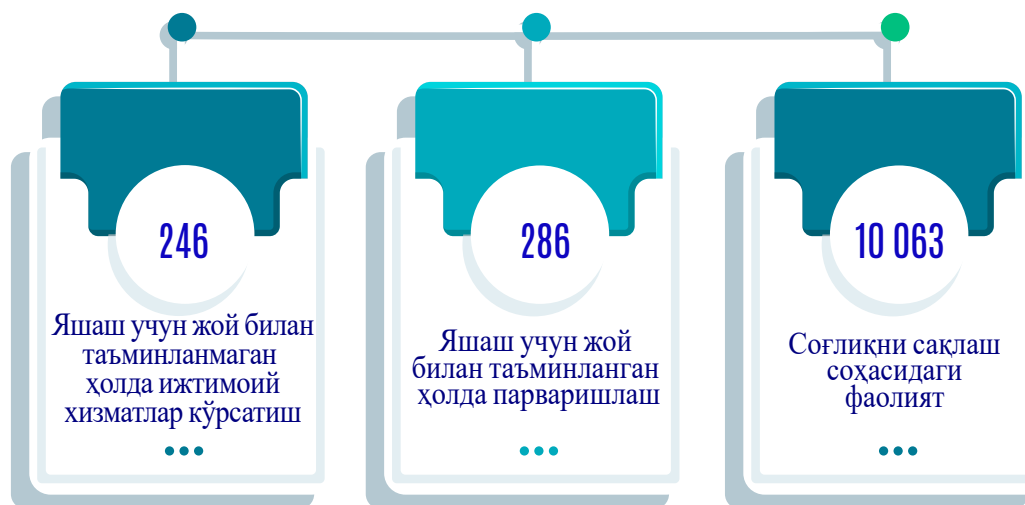 246
Яшаш учун жой билан
таъминланмаган
ҳолда ижтимоий
хизматлар кўрсатиш
286
Яшаш учун жой
билан таъминланган
ҳолда парваришлаш
10 063
Соғлиқни сақлаш
соҳасидаги
фаолият